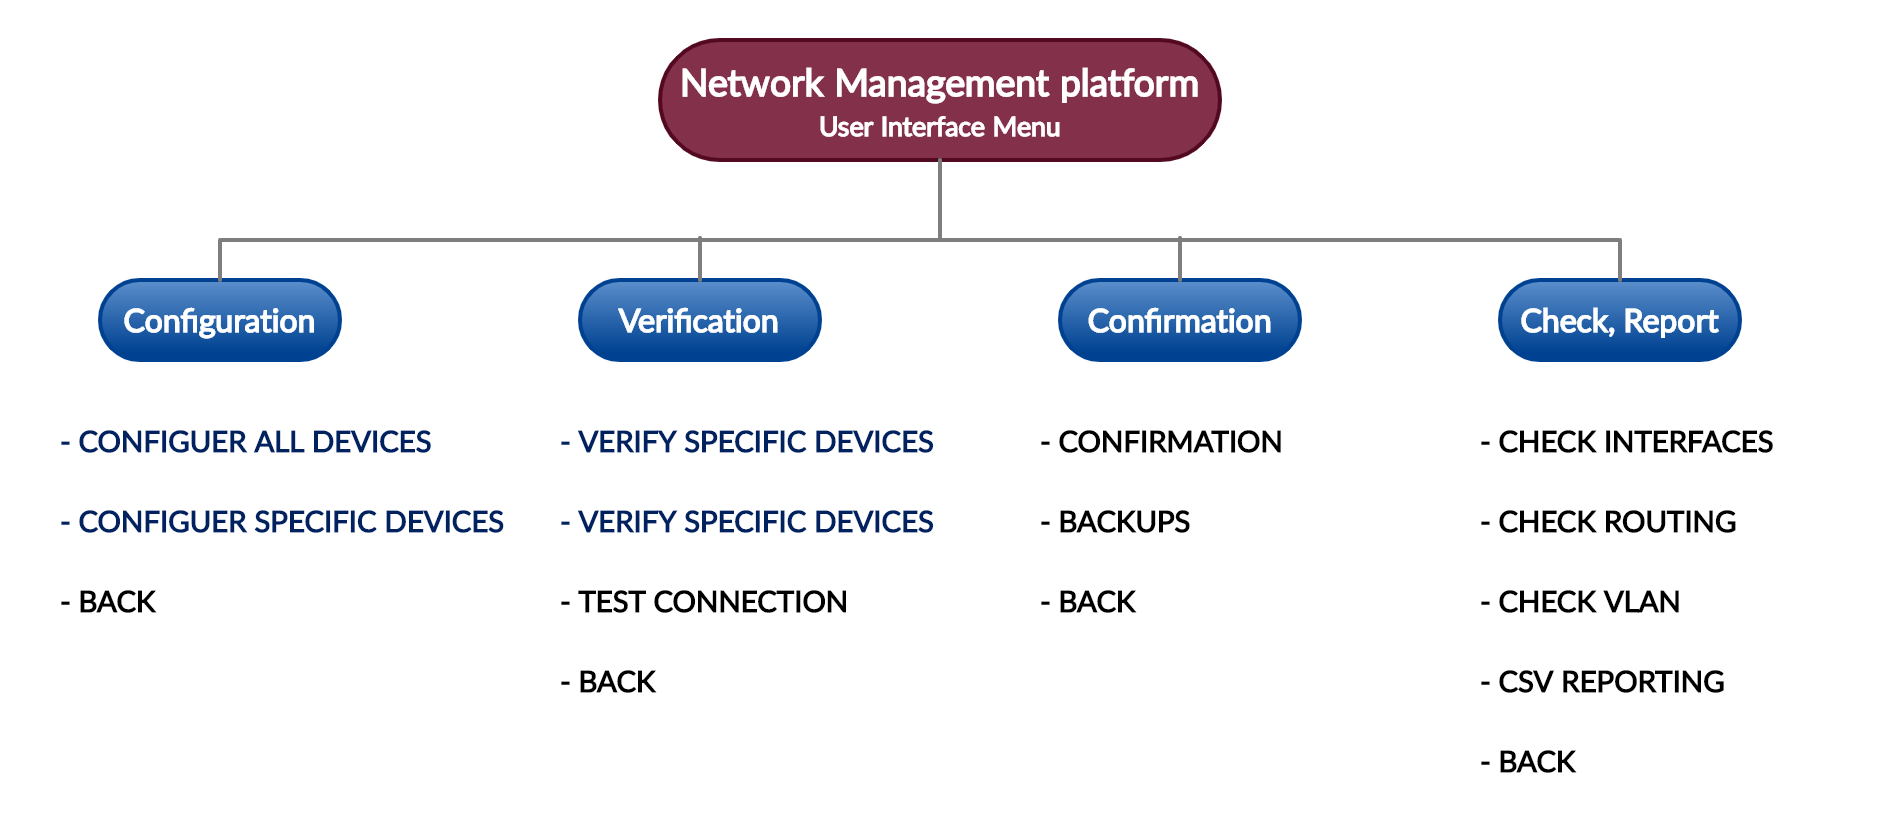 Network Management platform
User Interface Menu
Configuration
- CONFIGUER ALL DEVICES
- CONFIGUER SPECIFIC DEVICES
- BACK
Verification
- VERIFY SPECIFIC DEVICES
- VERIFY SPECIFIC DEVICES
- TEST CONNECTION
- BACK
Confirmation
- CONFIRMATION
- BACKUPS
- BACK
Check, Report
- CHECK INTERFACES
- CHECK ROUTING
- CHECK VLAN
- CSV REPORTING
- BACK